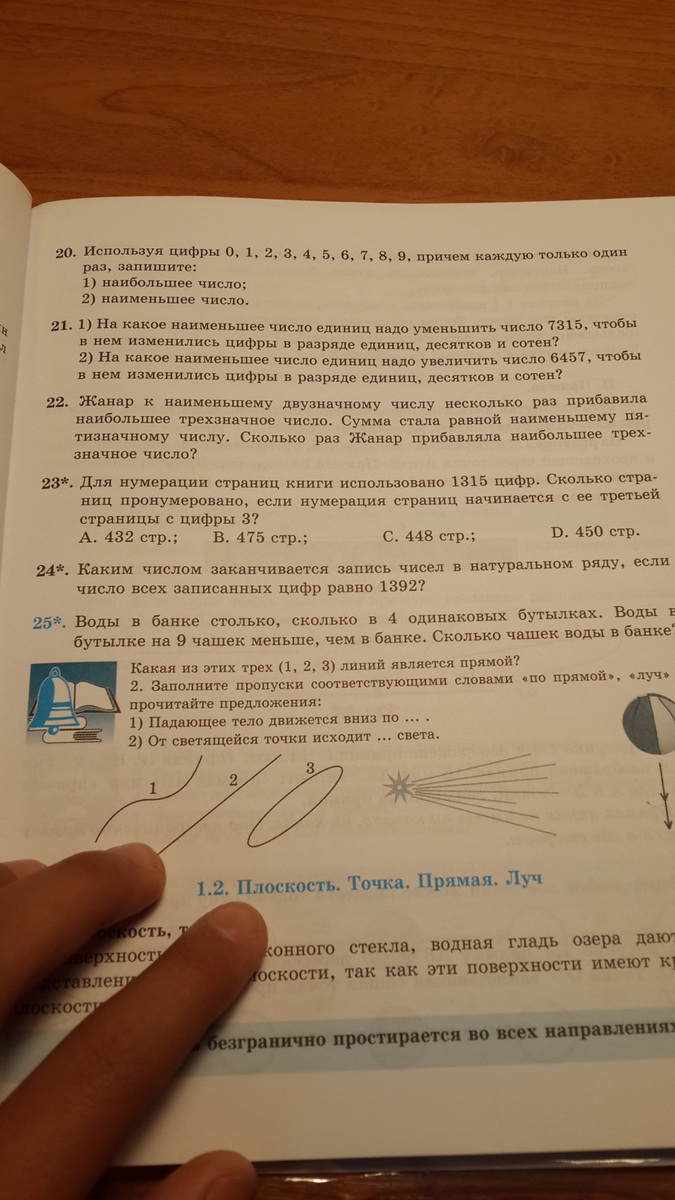 20. Используя цифры 0, 1, 2, 3, 4, 5, 6, 7, 8, 9, причем каждую только один
раз, запишите:
1) наибольшее число;
2) наименьшее число.
21. 1) На какое наименьшее число единиц надо уменьшить число 7315, чтобы
в нем изменились цифры в разряде единиц, десятков и сотен?
2) На какое наименьшее число единиц надо увеличить число 6457, чтобы
в нем изменились цифры в разряде единиц, десятков и сотен?
22. Жанар к наименьшему двузначному числу несколько раз прибавила
наибольшее трехзначное число. Сумма стала равной наименьшему пя-
тизначному числу. Сколько раз Жанар прибавляла наибольшее трех-
значное число?
23*. Для нумерации страниц книги использовано 1315 цифр. Сколько стра-
ниц пронумеровано, если нумерация страниц начинается с ее третьей
страницы с цифры 3?
А. 432 стр.; В. 475 стр.; С. 448 стр.; D. 450 стр.
24*. Каким числом заканчивается запись чисел в натуральном ряду, если
число всех записанных цифр равно 1392?
25*. Воды в банке столько, сколько в 4 одинаковых бутылках. Воды в
бутылке на 9 чашек меньше, чем в банке. Сколько чашек воды в банке?
Какая из этих трех (1, 2, 3) линий является прямой?
2. Заполните пропуски соответствующими словами «по прямой», «луч»
прочитайте предложения:
1) Падающее тело движется вниз по ... .
2) От светящейся точки исходит ... света.
1 2 3
1.2. Плоскость. Точка. Прямая. Луч
конного стекла, водная гладь озера дают
так как эти поверхности имеют
безгранично простирается во всех направлениях